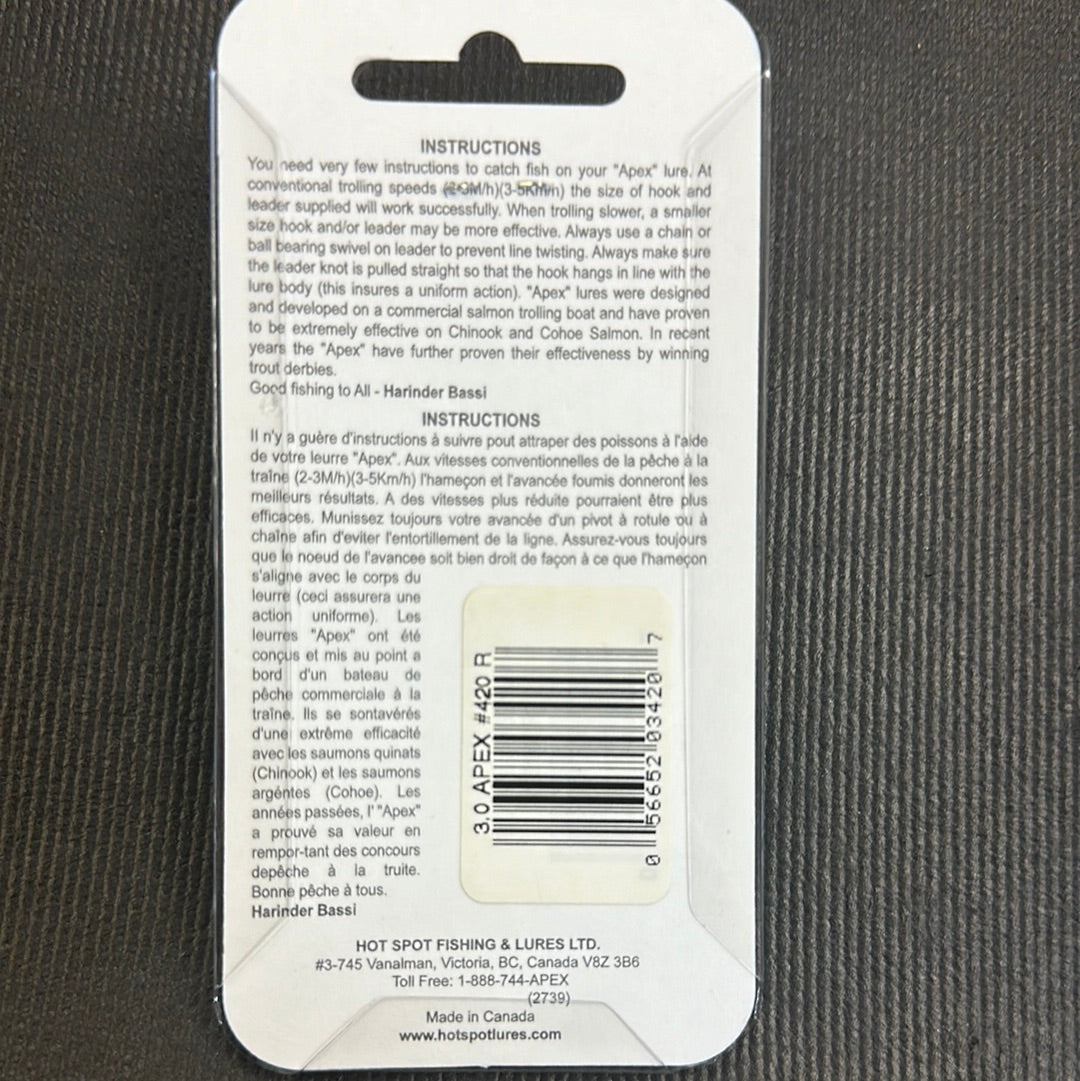 INSTRUCTIONS
You need very few instructions to catch fish on your "Apex" lure. At
conventional trolling speeds (2-3M/h)(3-5Km/h) the size of hook and
leader supplied will work successfully. When trolling slower, a smaller
size hook and/or leader may be more effective. Always use a chain or
ball bearing swivel on leader to prevent line twisting. Always make sure
the leader knot is pulled straight so that the hook hangs in line with the
lure body (this insures a uniform action). "Apex" lures were designed
and developed on a commercial salmon trolling boat and have proven
to be extremely effective on Chinook and Cohoe Salmon. In recent
years the "Apex" have further proven their effectiveness by winning
trout derbies.
Good fishing to All - Harinder Bassi
INSTRUCTIONS
Il n'y a guère d'instructions à suivre pout attraper des poissons à l'aide
de votre leurre "Apex". Aux vitesses conventionnelles de la pêche à la
traîne (2-3M/h)(3-5Km/h) l'hameçon et l'avancée fournis donneront les
meilleurs résultats. A des vitesses plus réduite pourraient être plus
efficaces. Munissez toujours votre avancée d'un pivot à rotule ou à
chaîne afin d'eviter l'entortillement de la ligne. Assurez-vous toujours
que le noeud de l'avancee soit bien droit de façon à ce que l'hameçon
s'aligne avec le corps du
leurre (ceci assurera une
action uniforme). Les
leurres "Apex" ont été
conçus et mis au point a
bord d'un bateau de
pêche commerciale à la
traîne. Ils se sontavérés
d'une extrême efficacité
avec les saumons quinats
(Chinook) et les saumons
argéntes (Cohoe). Les
années passées, l' "Apex"
a prouvé sa valeur en
rempor-tant des concours
depêche à la truite.
Bonne pêche à tous.
Harinder Bassi
3.0 APEX #420 R
0 56652 03420 7
HOT SPOT FISHING & LURES LTD.
#3-745 Vanalman, Victoria, BC, Canada V8Z 3B6
Toll Free: 1-888-744-APEX
(2739)
Made in Canada
www.hotspotlures.com